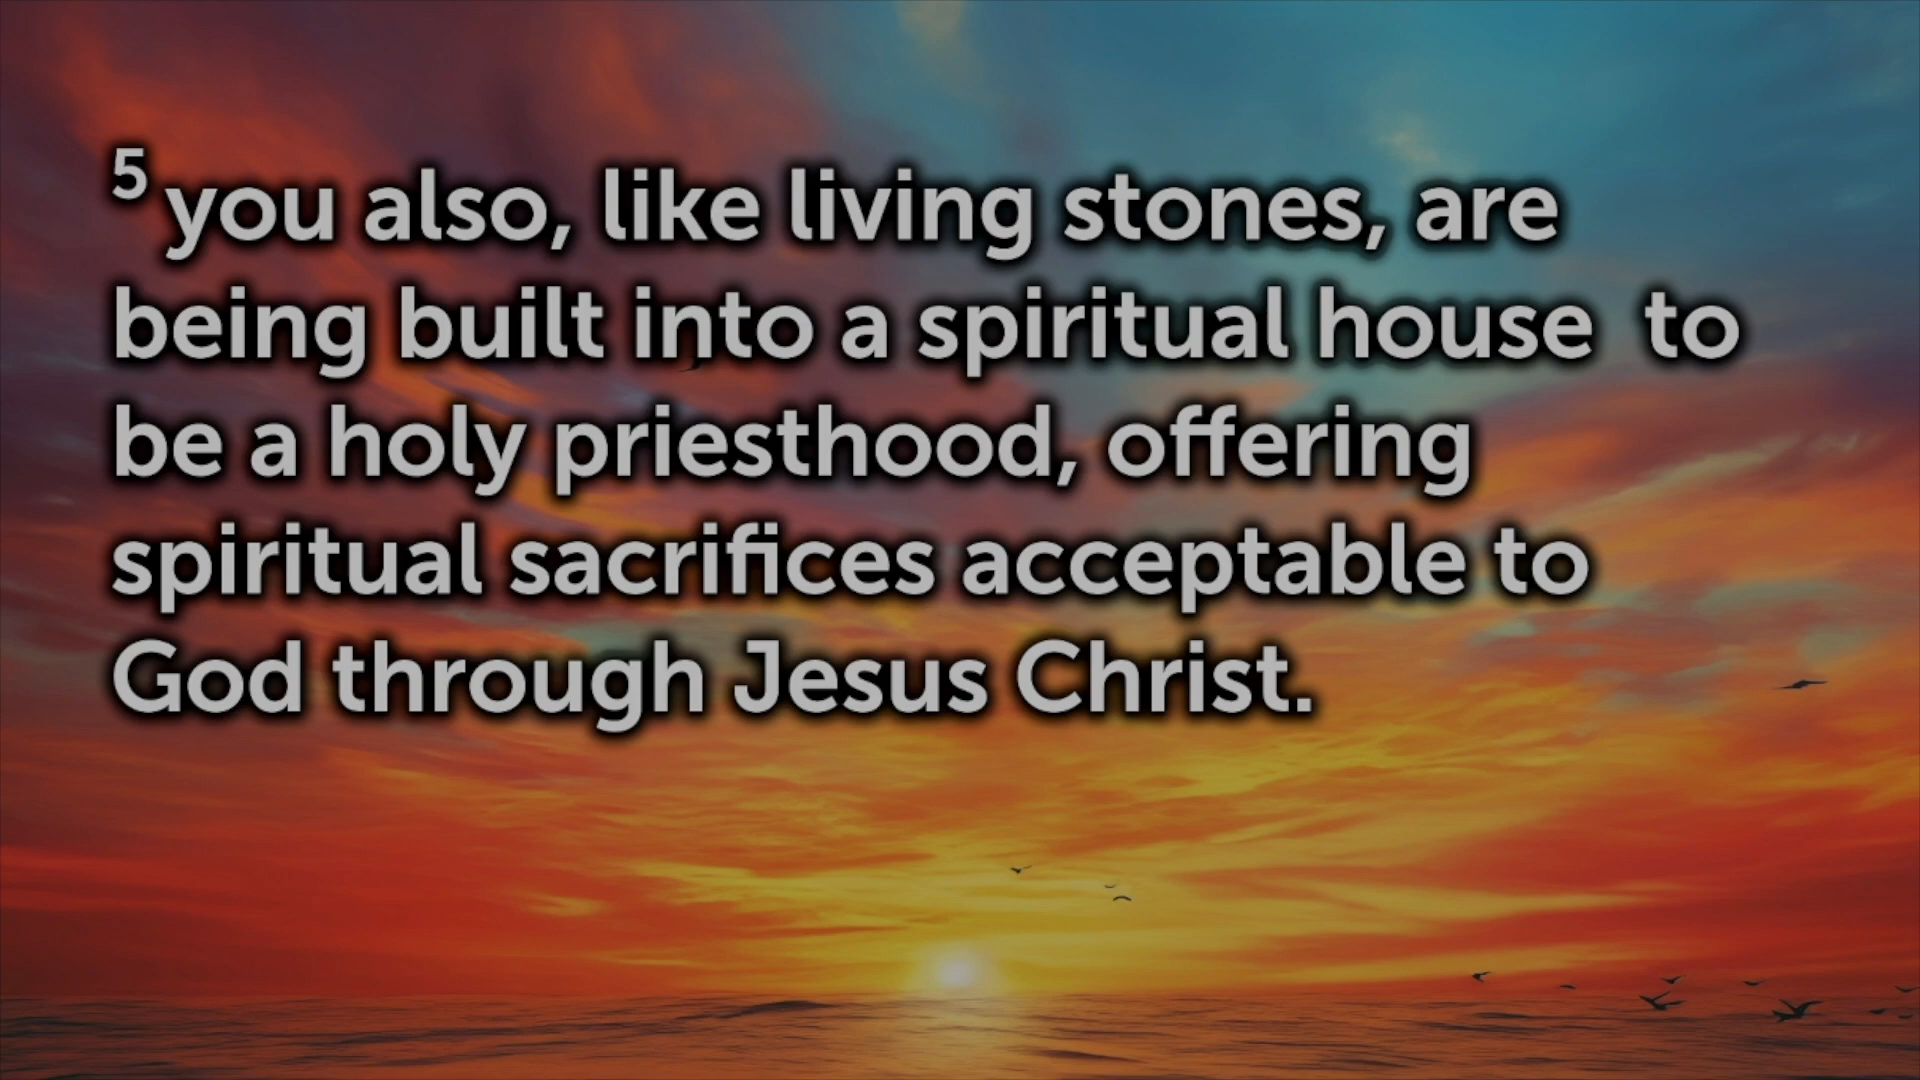 5 you also, like living stones, are
being built into a spiritual house  to
be a holy priesthood, offering
spiritual sacrifices acceptable to
God through Jesus Christ.